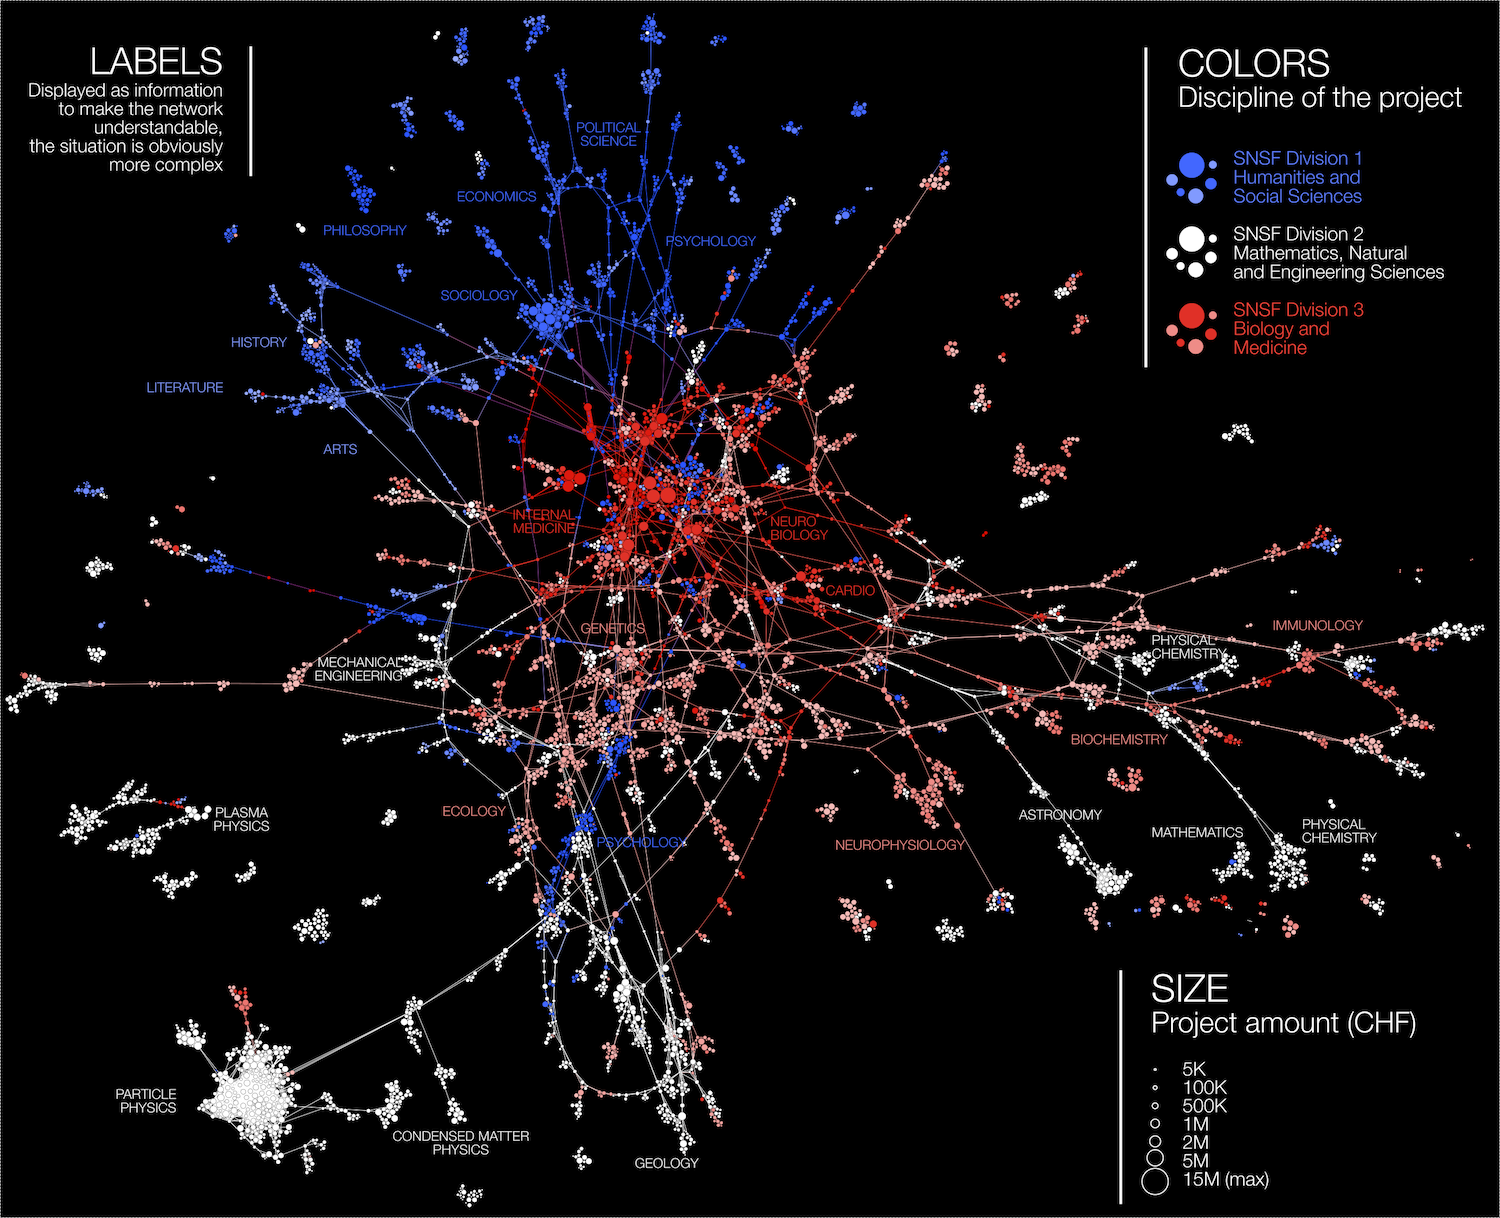 LABELS
Displayed as information
to make the network
understandable,
the situation is obviously
more complex
COLORS
Discipline of the project
SNSF Division 1
Humanities and
Social Sciences
SNSF Division 2
Mathematics, Natural
and Engineering Sciences
SNSF Division 3
Biology and
Medicine
POLITICAL
SCIENCE
ECONOMICS
PHILOSOPHY
PSYCHOLOGY
SOCIOLOGY
HISTORY
LITERATURE
ARTS
INTERNAL
MEDICINE
NEURO
BIOLOGY
CARDIO
GENETICS
IMMUNOLOGY
PHYSICAL
CHEMISTRY
MECHANICAL
ENGINEERING
BIOCHEMISTRY
PLASMA
PHYSICS
ECOLOGY
PSYCHOLOGY
NEUROPHYSIOLOGY
ASTRONOMY
MATHEMATICS
PHYSICAL
CHEMISTRY
PARTICLE
PHYSICS
CONDENSED MATTER
PHYSICS
GEOLOGY
SIZE
Project amount (CHF)
5K
100K
500K
1M
2M
5M
15M (max)